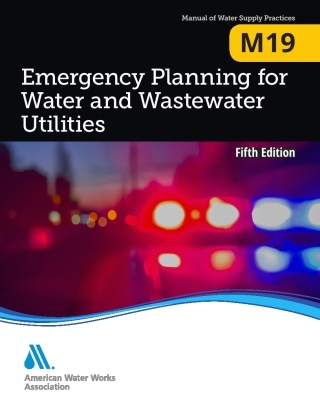 Manual of Water Supply Practices
M19
Emergency Planning for
Water and Wastewater
Utilities
Fifth Edition
American Water Works
Association